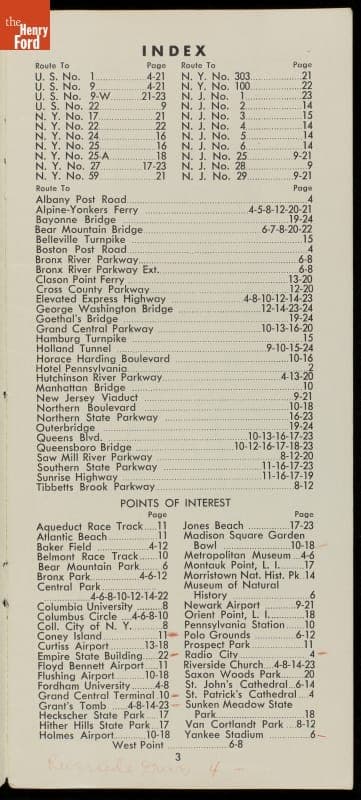 the
Henry
Ford
INDEX
Route To Page
U. S. No. 1 4-21
U. S. No. 9 4-21
U. S. No. 9-W 21-23
U. S. No. 22 9
N. Y. No. 17 21
N. Y. No. 22 22
N. Y. No. 24 16
N. Y. No. 25 16
N. Y. No. 25-A 18
N. Y. No. 27 17-23
N. Y. No. 59 21
Route To Page
N. Y. No. 303 21
N. Y. No. 100 22
N. J. No. 1 23
N. J. No. 2 14
N. J. No. 3 15
N. J. No. 4 14
N. J. No. 5 14
N. J. No. 6 14
N. J. No. 25 9-21
N. J. No. 28 9
N. J. No. 29 9-21
Route To Page
Albany Post Road 4
Alpine-Yonkers Ferry 4-5-8-12-20-21
Bayonne Bridge 19-24
Bear Mountain Bridge 6-7-8-20-22
Belleville Turnpike 15
Boston Post Road 4
Bronx River Parkway 6-8
Bronx River Parkway Ext. 6-8
Clason Point Ferry 13-20
Cross County Parkway 12-20
Elevated Express Highway 4-8-10-12-14-23
George Washington Bridge 12-14-23-24
Goethal's Bridge 19-24
Grand Central Parkway 10-13-16-20
Hamburg Turnpike 15
Holland Tunnel 9-10-15-24
Horace Harding Boulevard 10-16
Hotel Pennsylvania 2
Hutchinson River Parkway 4-13-20
Manhattan Bridge 10
New Jersey Viaduct 9-21
Northern Boulevard 10-18
Northern State Parkway 16-23
Outerbridge 19-24
Queens Blvd. 10-13-16-17-23
Queensboro Bridge 10-12-16-17-18-23
Saw Mill River Parkway 8-12-20
Southern State Parkway 11-16-17-23
Sunrise Highway 11-16-17-19
Tibbetts Brook Parkway 8-12
POINTS OF INTEREST
Page
Aqueduct Race Track 11
Atlantic Beach 11
Baker Field 4-12
Belmont Race Track 10
Bear Mountain Park 6
Bronx Park 4-6-12
Central Park
4-6-8-10-12-14-22
Columbia University 8
Columbus Circle 4-6-8-10
Coll. City of N. Y. 8
Coney Island 11
Curtiss Airport 13-18
Empire State Building 22
Floyd Bennett Airport 11
Flushing Airport 10-18
Fordham University 4-8
Grand Central Terminal 10
Grant's Tomb 4-8-14-23
Heckscher State Park 17
Hither Hills State Park 17
Holmes Airport 10-18
Page
Jones Beach 17-23
Madison Square Garden
Bowl 10-18
Metropolitan Museum 4-6
Montauk Point, L. I. 17
Morristown Nat. Hist. Pk. 14
Museum of Natural
History 6
Newark Airport 9-21
Orient Point, L. I. 18
Pennsylvania Station 10
Polo Grounds 6-12
Prospect Park 11
Radio City 4
Riverside Church 4-8-14-23
Saxon Woods Park 20
St. John's Cathedral 6-14
St. Patrick's Cathedral 4
Sunken Meadow State
Park 18
Van Cortlandt Park 8-12
Yankee Stadium 6
West Point 6-8
3
Riverside Drive 4